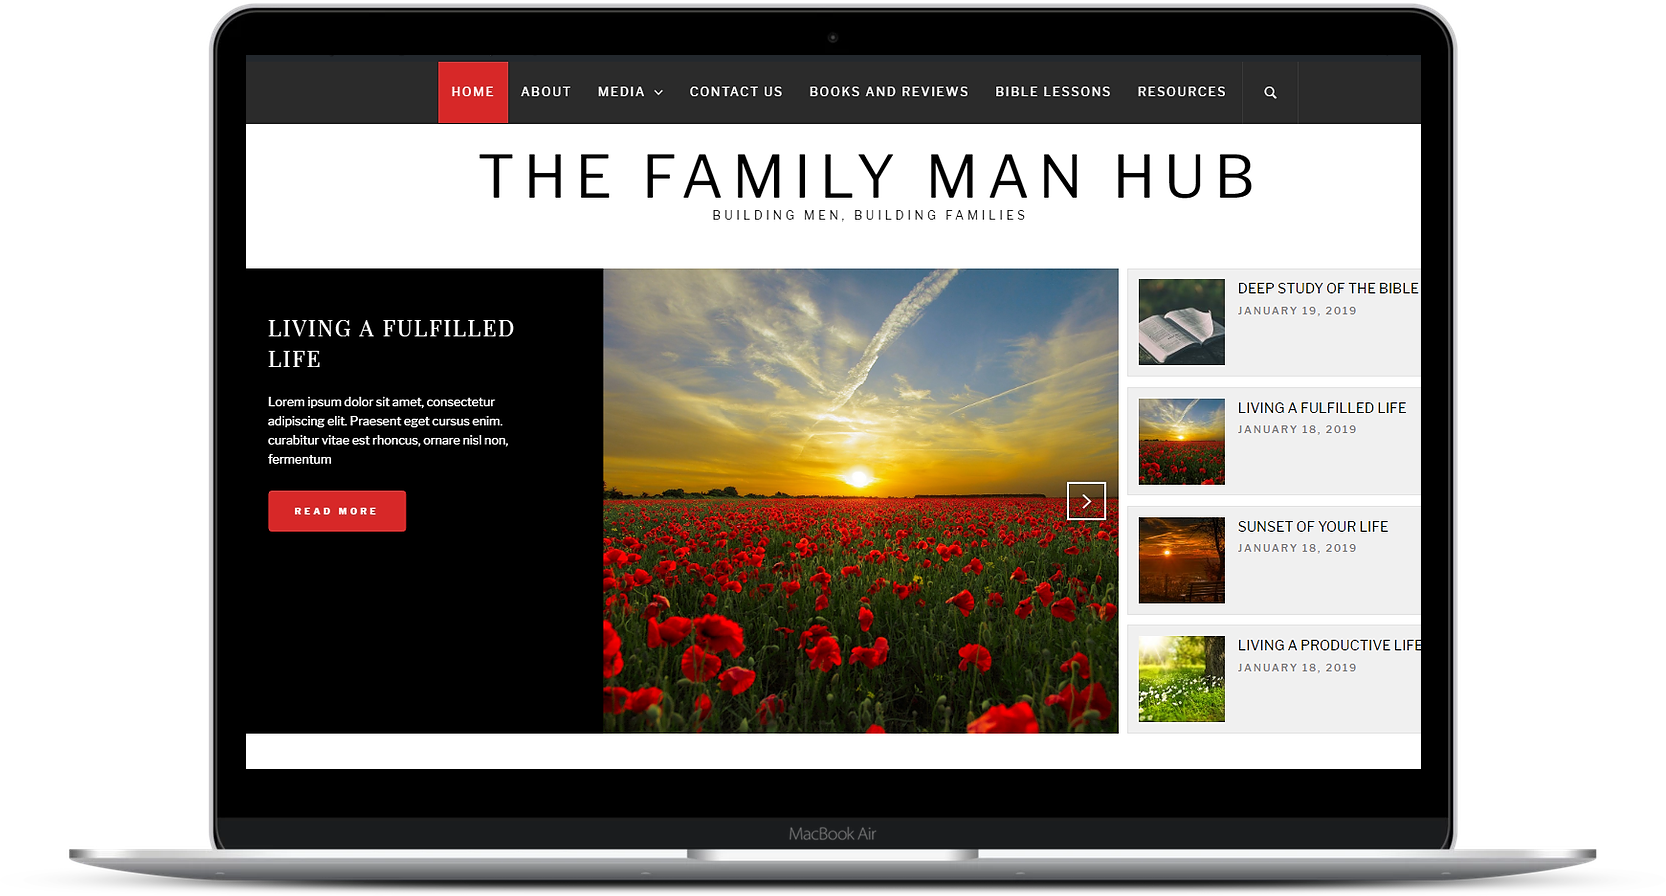 HOME ABOUT MEDIA CONTACT US BOOKS AND REVIEWS BIBLE LESSONS RESOURCES
THE FAMILY MAN HUB
BUILDING MEN, BUILDING FAMILIES
LIVING A FULFILLED
LIFE
Lorem ipsum dolor sit amet, consectetur
adipiscing elit. Praesent eget cursus enim.
curabitur vitae est rhoncus, ornare nisl non,
fermentum
READ MORE
DEEP STUDY OF THE BIBLE
JANUARY 19, 2019
LIVING A FULFILLED LIFE
JANUARY 18, 2019
SUNSET OF YOUR LIFE
JANUARY 18, 2019
LIVING A PRODUCTIVE LIFE
JANUARY 18, 2019
MacBook Air